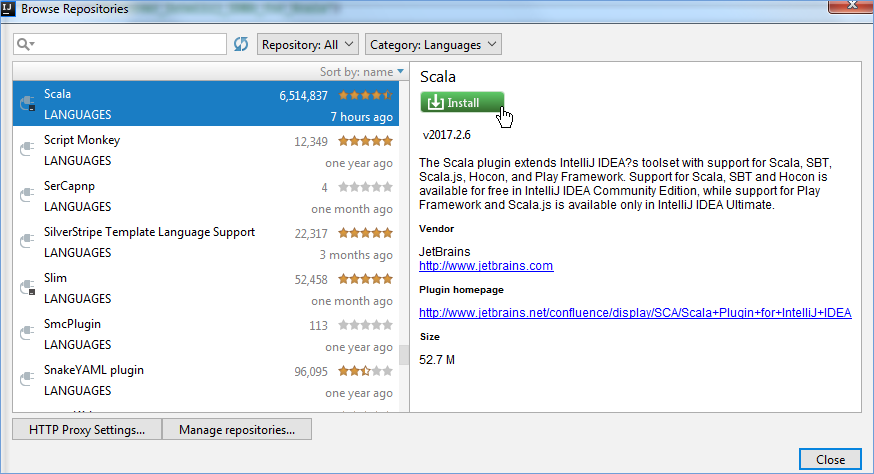 Browse Repositories
Repository: All
Category: Languages
Sort by: name
Scala 6,514,837
LANGUAGES 7 hours ago
Script Monkey 12,349
LANGUAGES one year ago
SerCapnp 4
LANGUAGES one month ago
SilverStripe Template Language Support 22,317
LANGUAGES 3 months ago
Slim 52,458
LANGUAGES one month ago
SmcPlugin 113
LANGUAGES one year ago
SnakeYAML plugin 96,095
LANGUAGES one year ago
Scala
Install
v2017.2.6
The Scala plugin extends IntelliJ IDEA?s toolset with support for Scala, SBT,
Scala.js, Hocon, and Play Framework. Support for Scala, SBT and Hocon is
available for free in IntelliJ IDEA Community Edition, while support for Play
Framework and Scala.js is available only in IntelliJ IDEA Ultimate.
Vendor
JetBrains
http://www.jetbrains.com
Plugin homepage
http://www.jetbrains.net/confluence/display/SCA/Scala+Plugin+for+IntelliJ+IDEA
Size
52.7 M
HTTP Proxy Settings...
Manage repositories...
Close